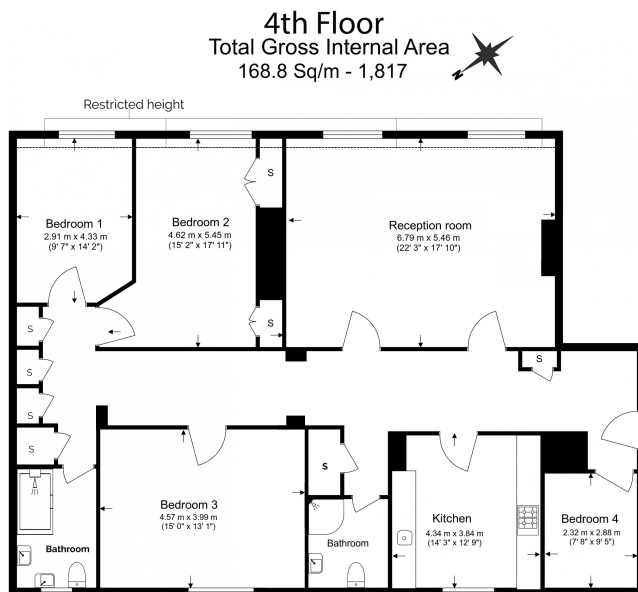 4th Floor
Total Gross Internal Area
168.8 Sq/m - 1,817
N
Restricted height
S
Bedroom 1
2.91 m x 4.33 m
(9' 7" x 14' 2")
Bedroom 2
4.62 m x 5.45 m
(15' 2" x 17' 11")
Reception room
6.79 m x 5.46 m
(22' 3" x 17' 10")
S
S
S
S
S
S
S
Bedroom 3
4.57 m x 3.99 m
(15' 0" x 13' 1")
Kitchen
4.34 m x 3.84 m
(14' 3" x 12' 9")
Bedroom 4
2.32 m x 2.88 m
(7' 8" x 9' 5")
Bathroom
Bathroom